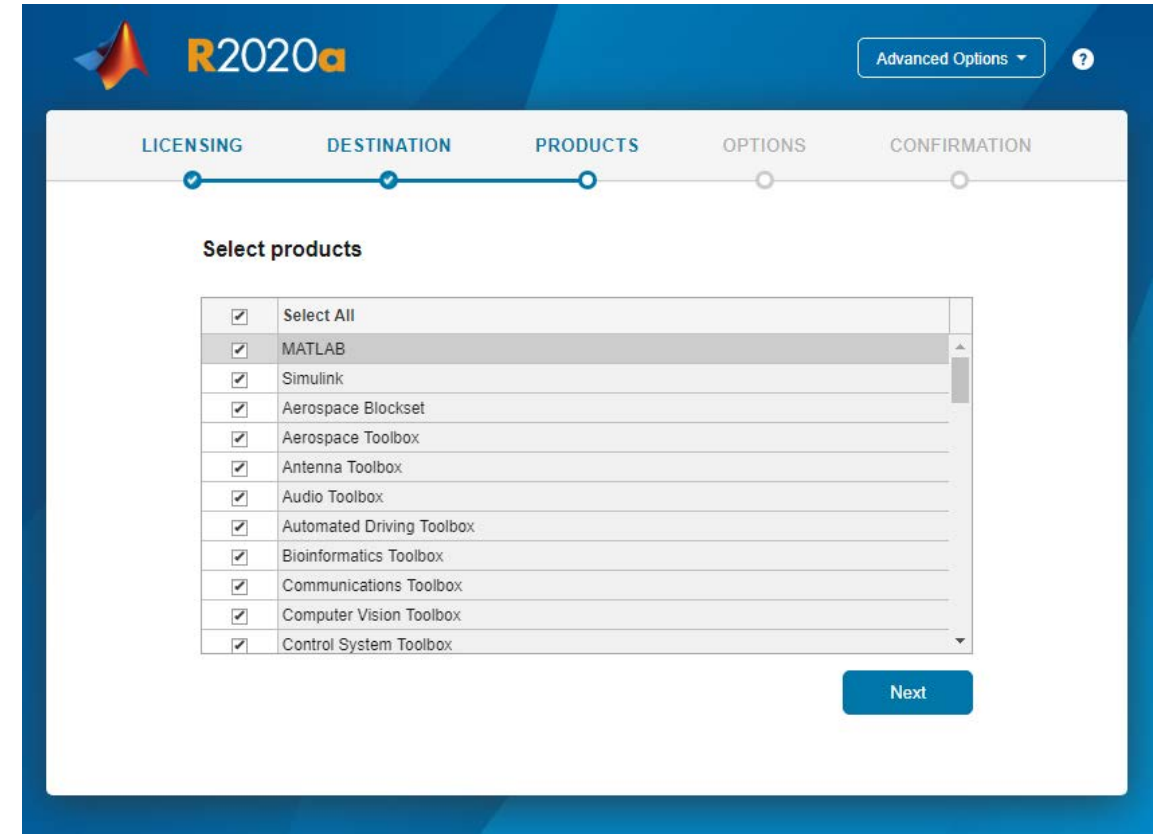 R2020a
Advanced Options
?
LICENSING DESTINATION PRODUCTS OPTIONS CONFIRMATION
Select products
Select All
MATLAB
Simulink
Aerospace Blockset
Aerospace Toolbox
Antenna Toolbox
Audio Toolbox
Automated Driving Toolbox
Bioinformatics Toolbox
Communications Toolbox
Computer Vision Toolbox
Control System Toolbox
Next